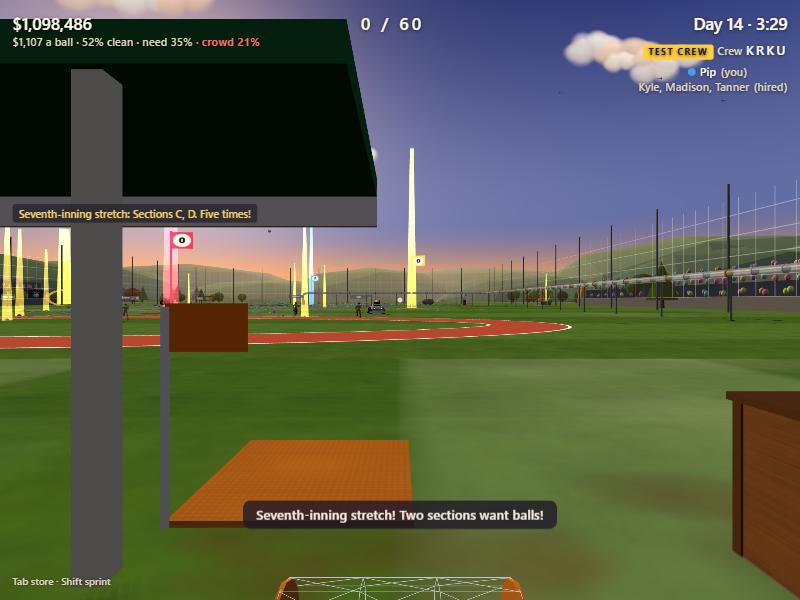 $1,098,486
0 / 60
Day 14 · 3:29
$1,107 a ball · 52% clean · need 35% · crowd 21%
TEST CREW Crew KRKU
Pip (you)
Kyle, Madison, Tanner (hired)
Seventh-inning stretch: Sections C, D. Five times!
Seventh-inning stretch! Two sections want balls!
Tab store · Shift sprint